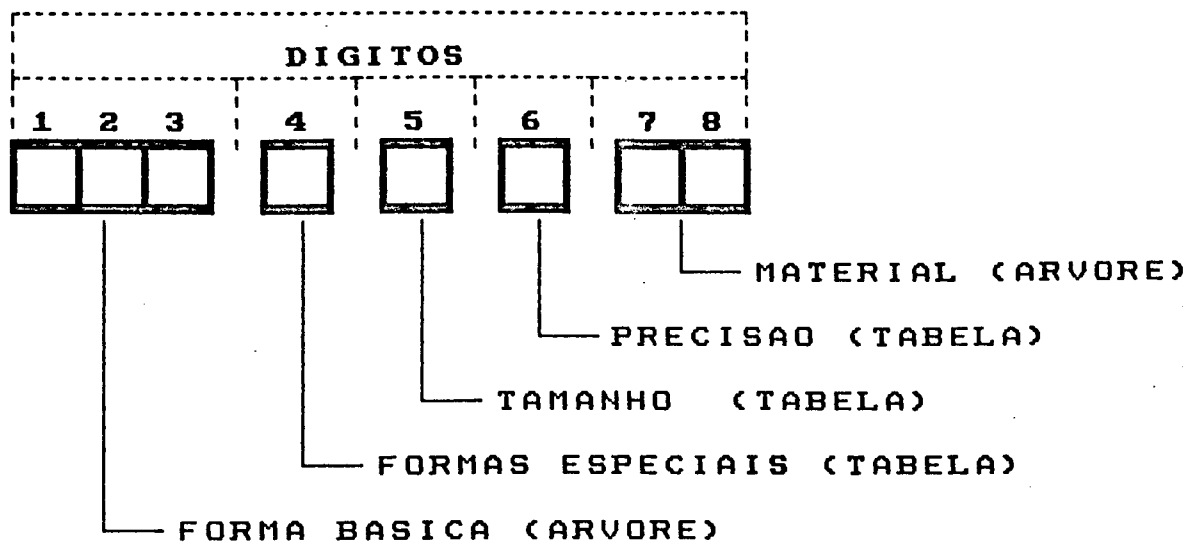 DIGITOS
1 2 3 4 5 6 7 8
MATERIAL (ARVORE)
PRECISAO (TABELA)
TAMANHO (TABELA)
FORMAS ESPECIAIS (TABELA)
FORMA BASICA (ARVORE)